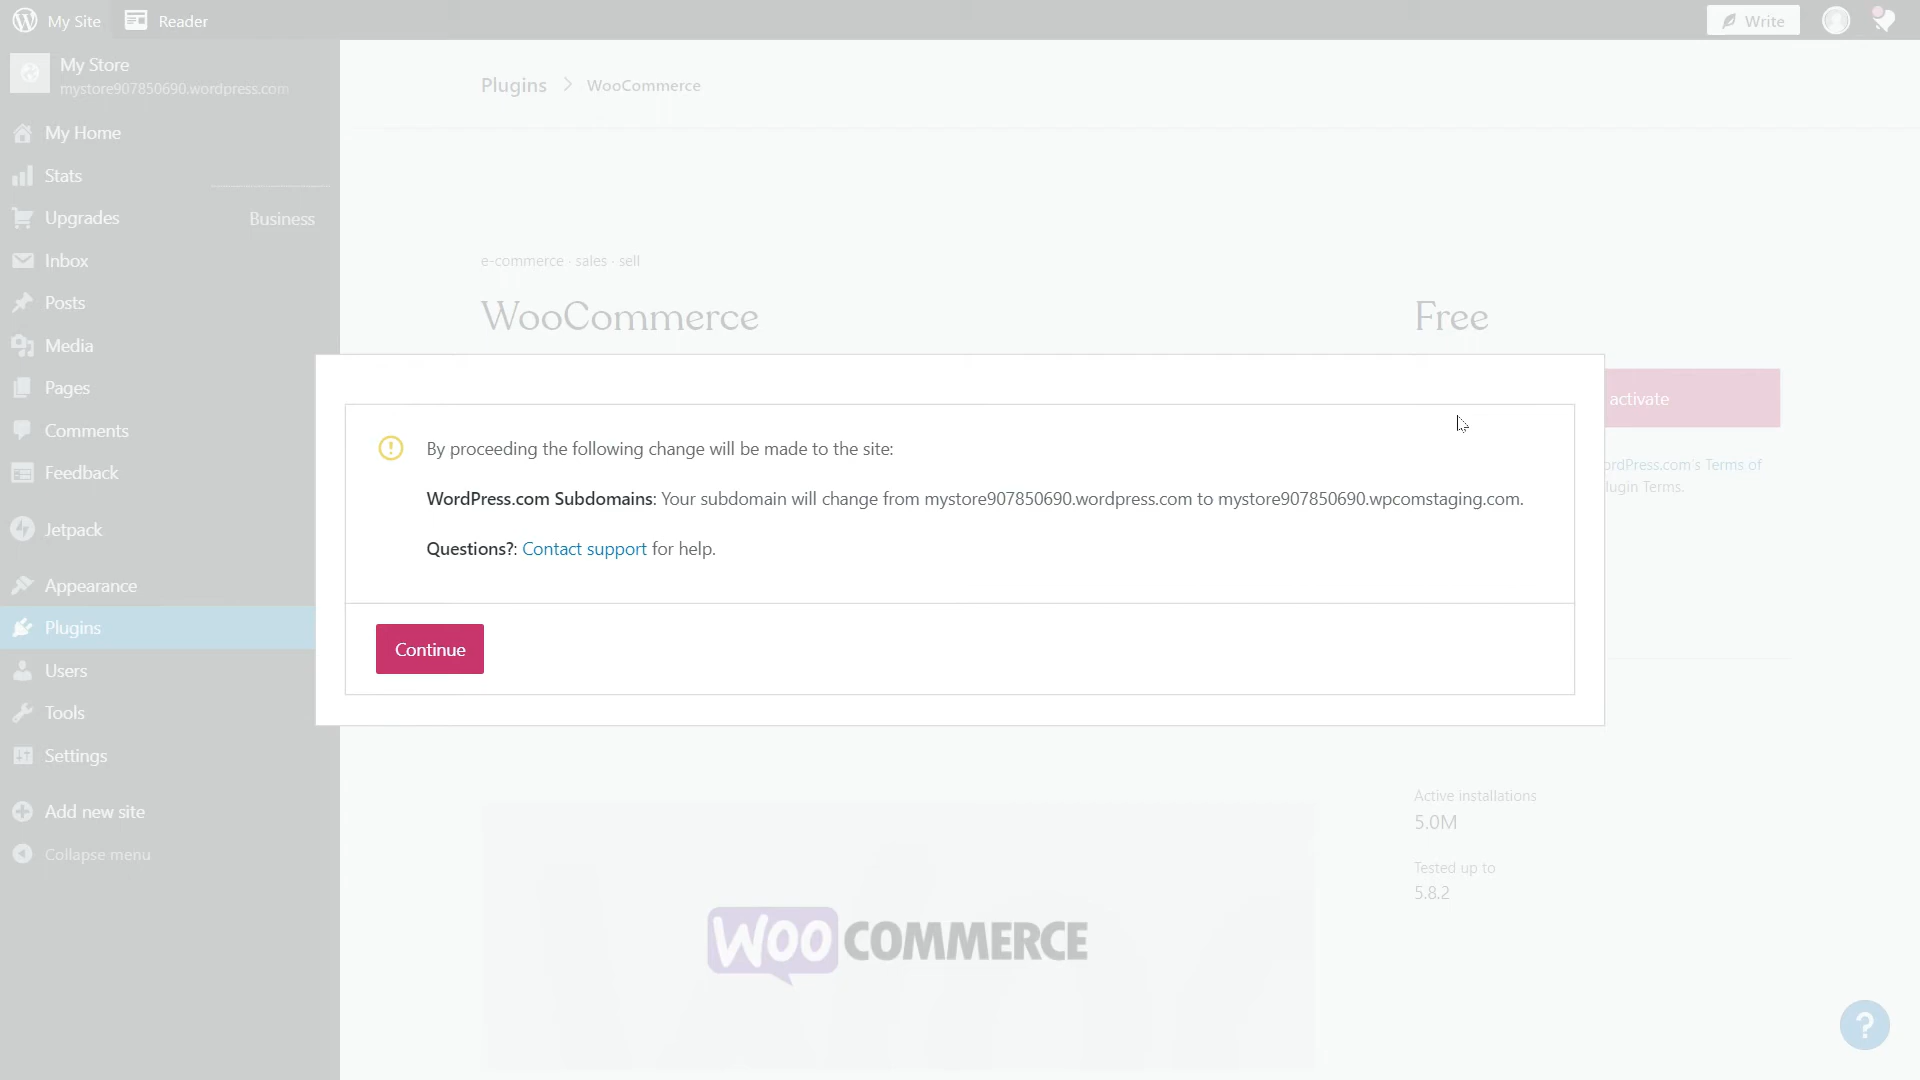 My Site
Reader
Write
My Store
mystore907850690.wordpress.com
Plugins
WooCommerce
My Home
Stats
Upgrades
Business
Inbox
Posts
Media
Pages
Comments
Feedback
Jetpack
Appearance
Plugins
Users
Tools
Settings
Add new site
Collapse menu
e-commerce · sales · sell
WooCommerce
Free
activate
By proceeding the following change will be made to the site:
WordPress.com Subdomains: Your subdomain will change from mystore907850690.wordpress.com to mystore907850690.wpcomstaging.com.
Questions?: Contact support for help.
Continue
ordPress.com's Terms of
lugin Terms.
Active installations
5.0M
Tested up to
5.8.2
WOO COMMERCE
?